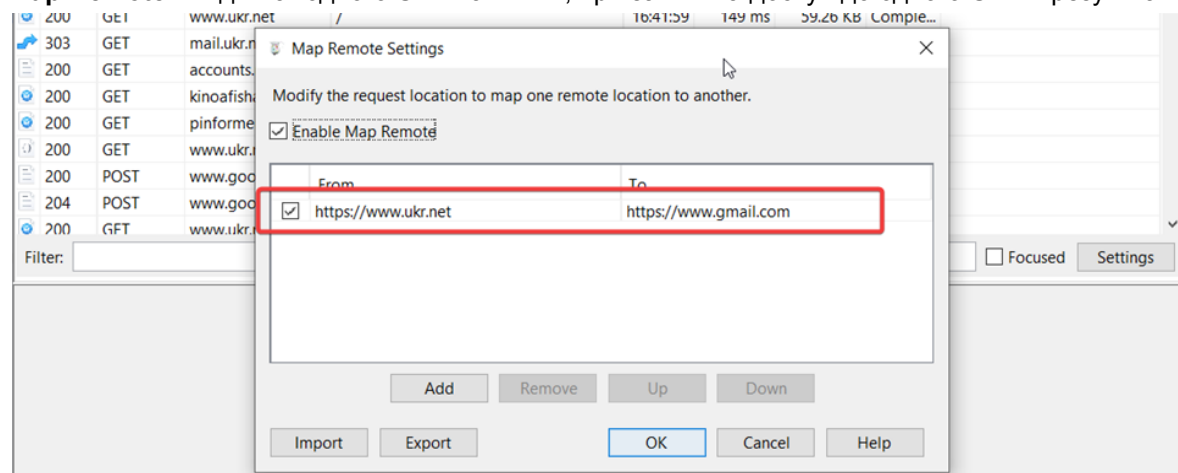 200 GET www.ukr.net / 16:41:59 149 ms 59.26 KB Comple...
303 GET mail.ukr.n
200 GET accounts.
200 GET kinoafisha
200 GET pinforme
200 GET www.ukr.n
200 POST www.goo
204 POST www.goo
200 GET www.ukr.n
Filter: Focused Settings
Map Remote Settings
Modify the request location to map one remote location to another.
Enable Map Remote
From To
https://www.ukr.net https://www.gmail.com
Add Remove Up Down
Import Export OK Cancel Help